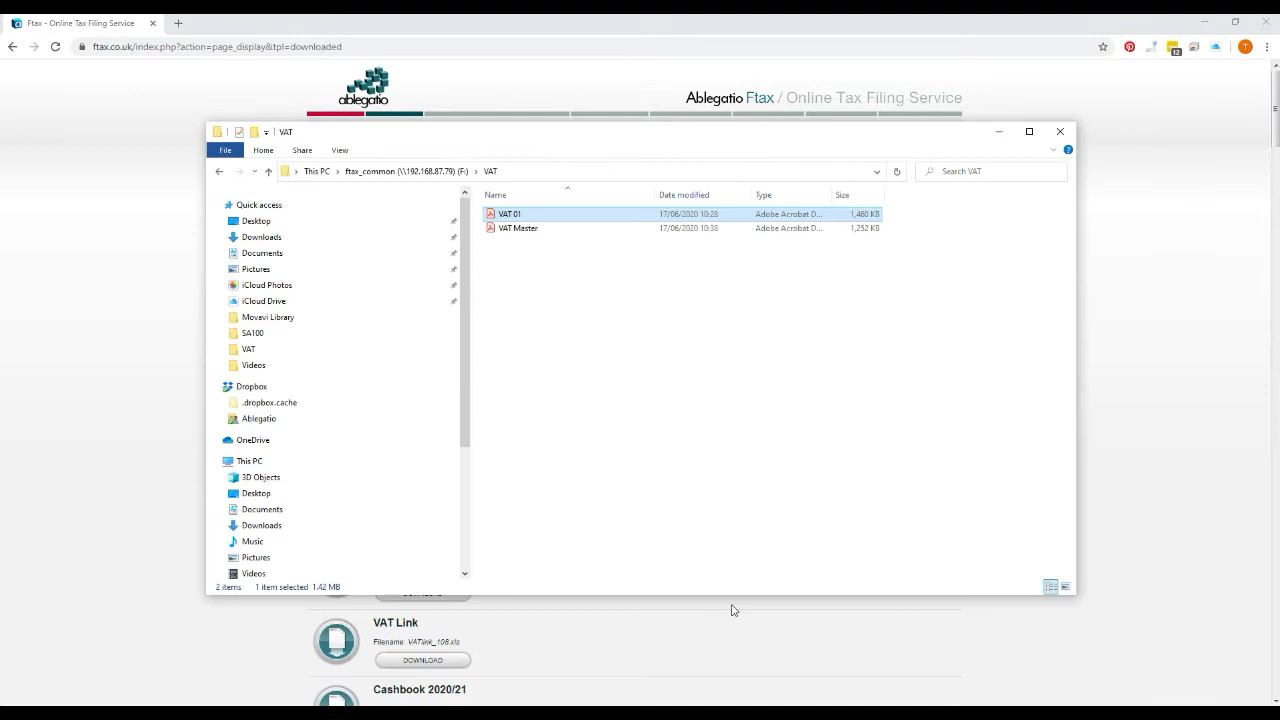 Ftax - Online Tax Filing Service
ftax.co.uk/index.php?action=page_display&tpl=downloaded
12
T
ablegatio
Ablegatio Ftax / Online Tax Filing Service
VAT
File Home Share View
This PC > ftax_common (\\192.168.87.79) (F:) > VAT
Search VAT
Name Date modified Type Size
VAT 01 17/06/2020 10:28 Adobe Acrobat D... 1,460 KB
VAT Master 17/06/2020 10:38 Adobe Acrobat D... 1,252 KB
Quick access
Desktop
Downloads
Documents
Pictures
iCloud Photos
iCloud Drive
Movavi Library
SA100
VAT
Videos
Dropbox
.dropbox.cache
Ablegatio
OneDrive
This PC
3D Objects
Desktop
Documents
Downloads
Music
Pictures
Videos
2 items 1 item selected 1.42 MB
DOWNLOAD
VAT Link
Filename: VATlink_108.xls
DOWNLOAD
Cashbook 2020/21